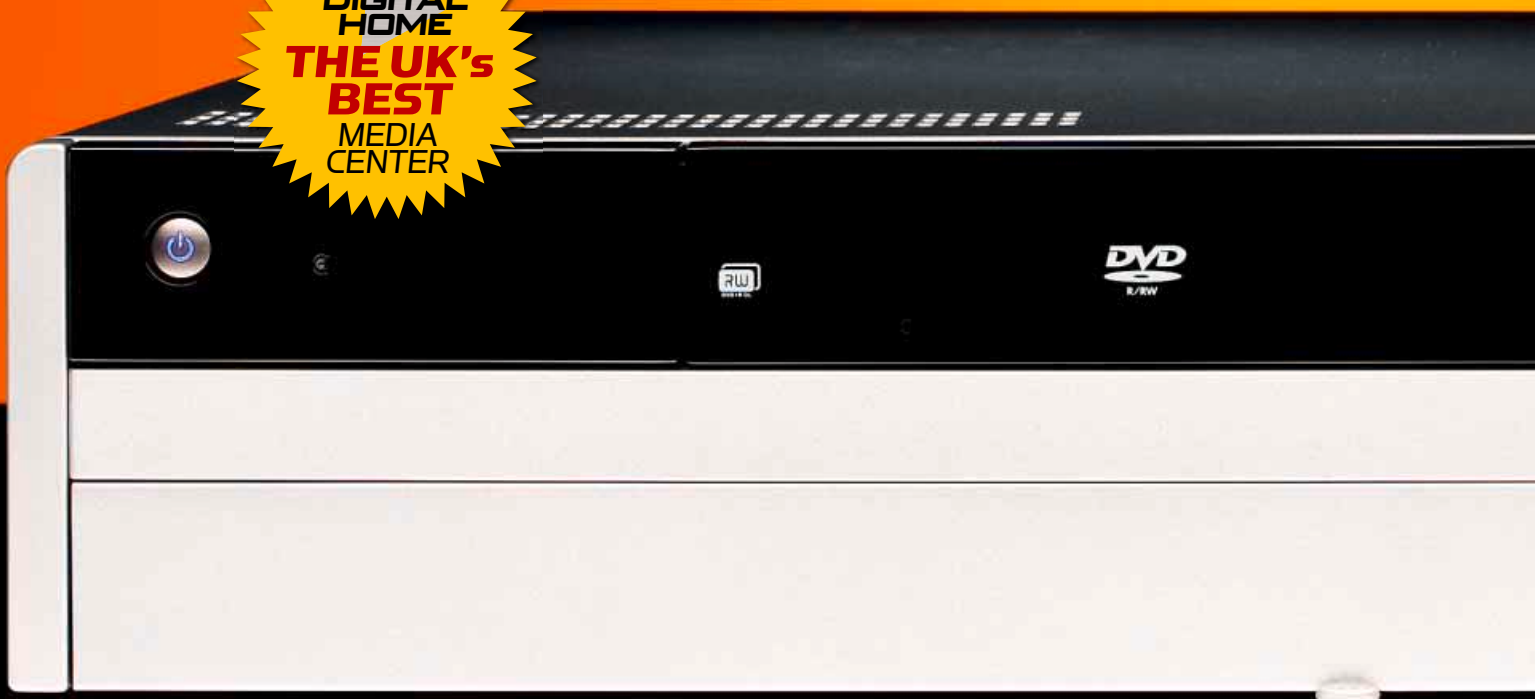 DIGITAL
HOME
THE UK's
BEST
MEDIA
CENTER
RW
DVD
R/RW